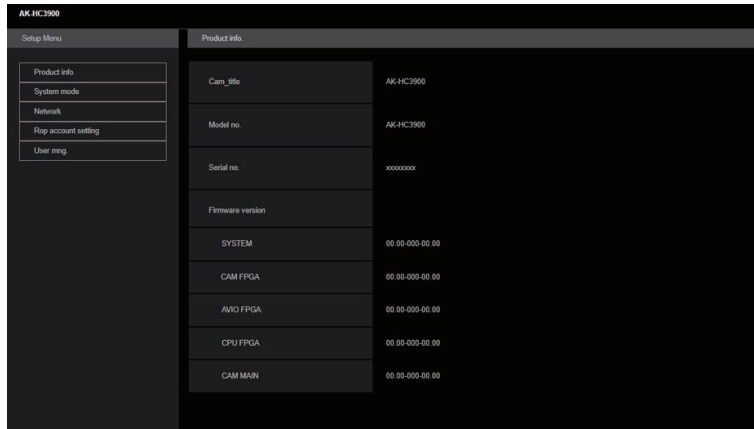 AK-HC3900
Setup Menu
Product info.
Product info.
System mode
Network
Rop account setting
User mng.
Cam_title AK-HC3900
Model no. AK-HC3900
Serial no. xxxxxxxx
Firmware version
SYSTEM 00.00-000-00.00
CAM FPGA 00.00-000-00.00
AVIO FPGA 00.00-000-00.00
CPU FPGA 00.00-000-00.00
CAM MAIN 00.00-000-00.00